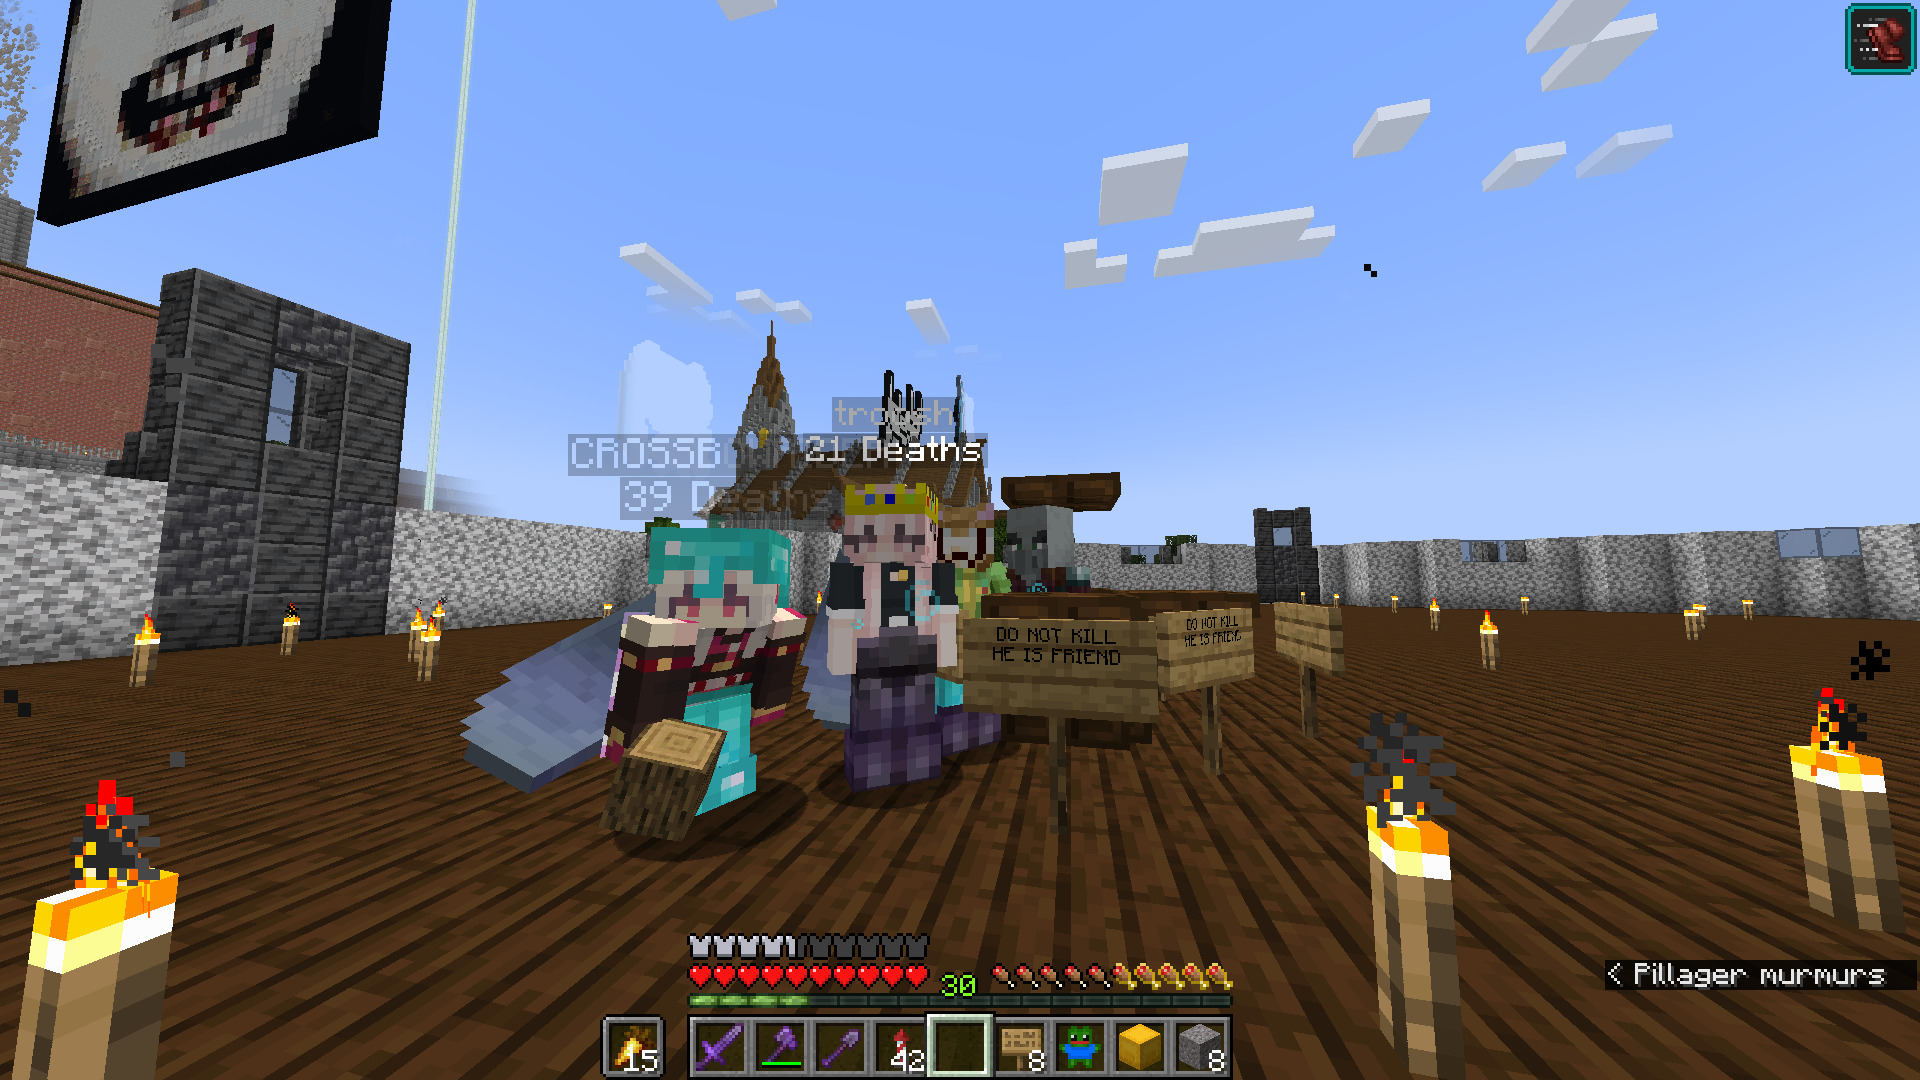 21 Deaths
39 Deaths
DO NOT KILL
HE IS FRIEND
DO NOT KILL
HE IS FRIEND
30
< Pillager murmurs
15
42
8
8